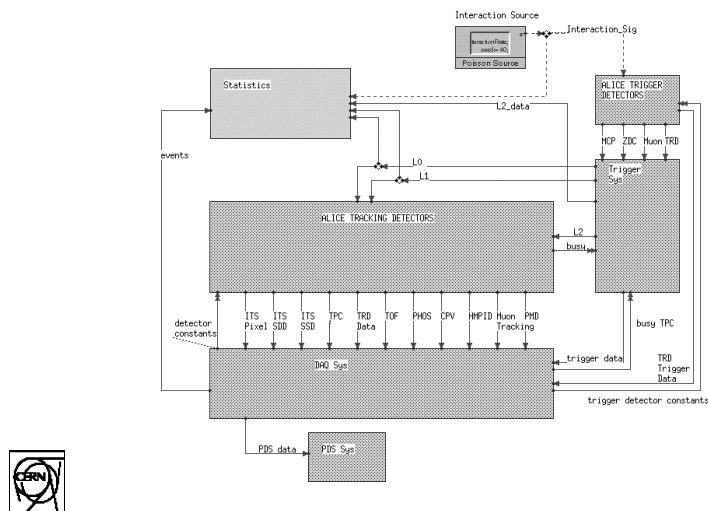 Interaction Source
teractionRate;
seed:= 40;
Poisson Source
Interaction_Sig
Statistics
ALICE TRIGGER
DETECTORS
L2_data
events
MCP ZDC Muon TRD
L0
Trigger
Sys
L1
ALICE TRACKING DETECTORS
L2
busy
detector
constants
ITS
Pixel
ITS
SDD
ITS
SSD
TPC
TRD
Data
TOF
PHOS
CPV
HMPID
Muon
Tracking
PMD
busy TPC
DAQ Sys
trigger data
TRD
Trigger
Data
trigger detector constants
PDS data
PDS Sys
CERN